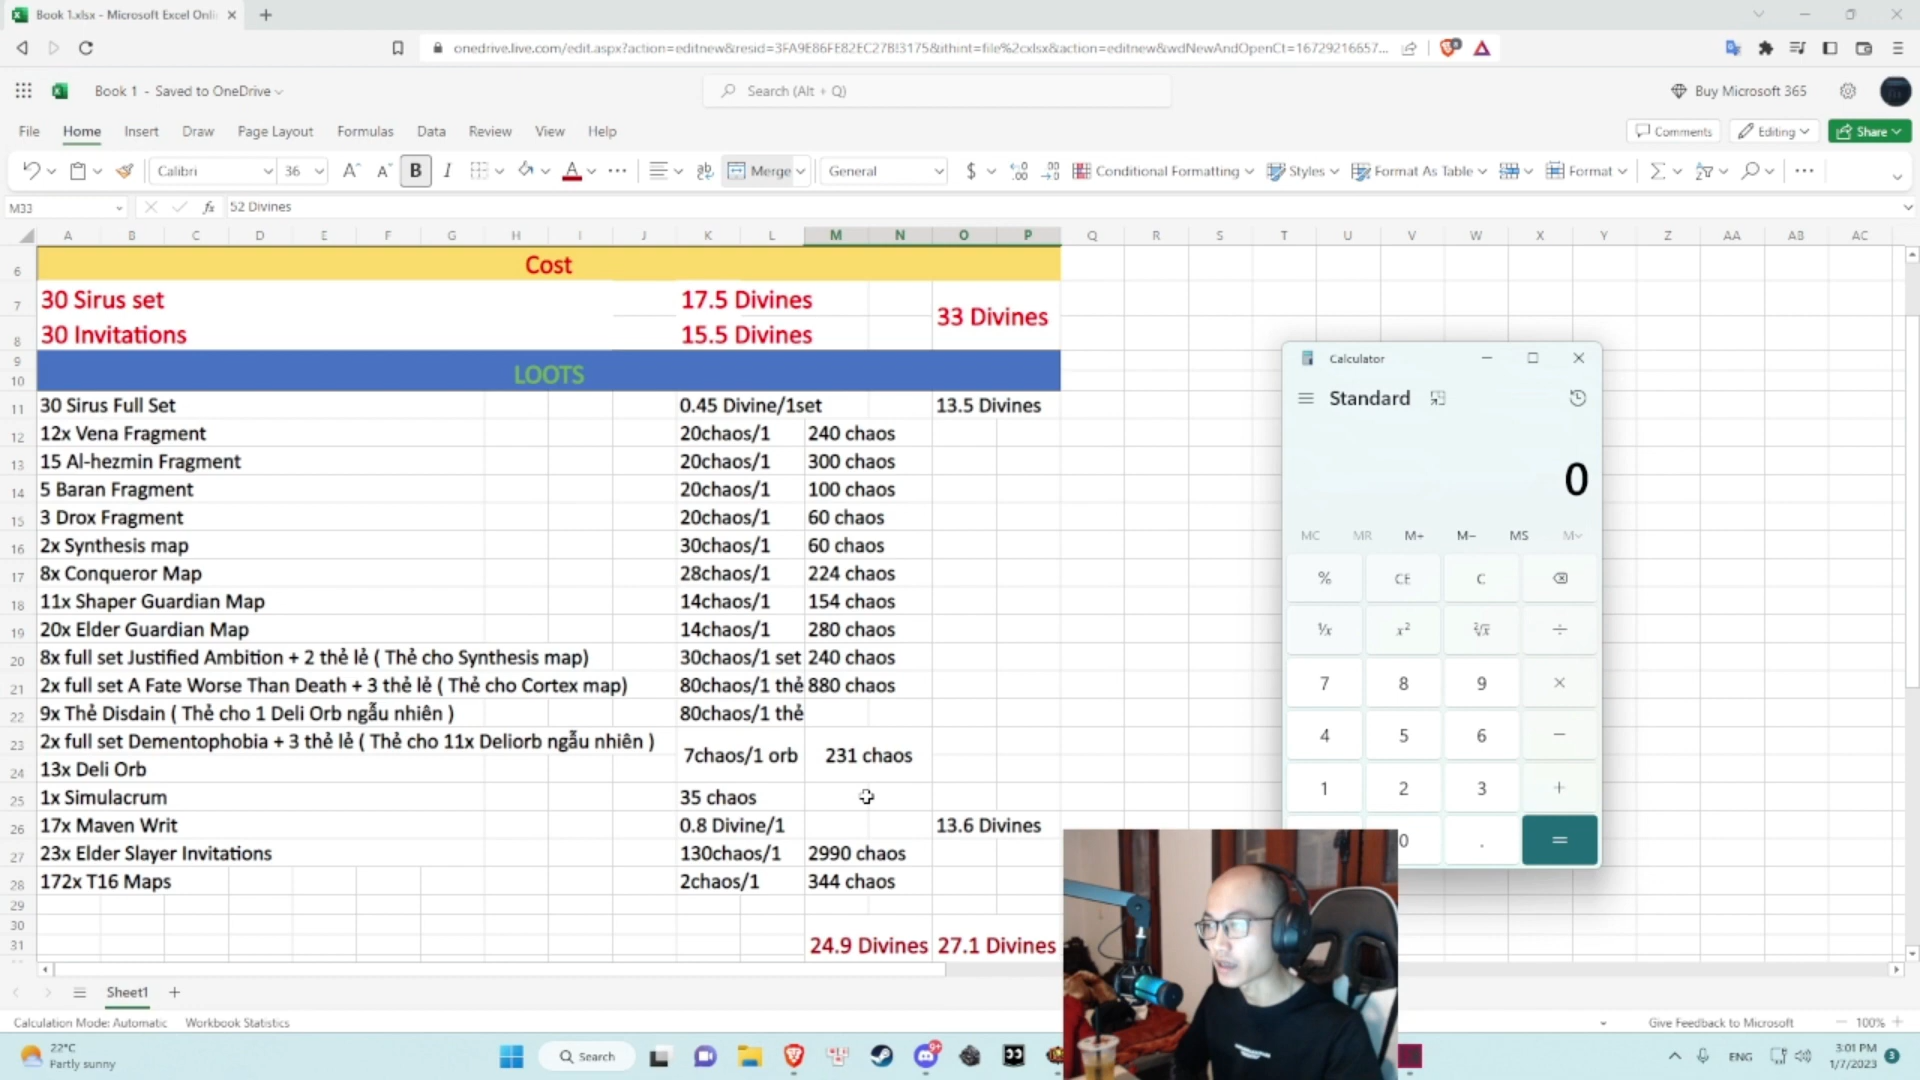 Book 1.xlsx - Microsoft Excel Onli
onedrive.live.com/edit.aspx?action=editnew&resid=3FA9E86FE82EC27B!3175&ithint=file%2cxlsx&action=editnew&wdNewAndOpenCt=16729216657...
Book 1 - Saved to OneDrive
Search (Alt + Q)
Buy Microsoft 365
File Home Insert Draw Page Layout Formulas Data Review View Help
Comments Editing Share
Calibri 36 A A B I A ... ab Merge General $ Conditional Formatting Styles Format As Table Format ...
M33 fx 52 Divines
A B C D E F G H I J K L M N O P Q R S T U V W X Y Z AA AB AC
6 Cost
7 30 Sirus set 17.5 Divines 33 Divines
8 30 Invitations 15.5 Divines
9
10 LOOTS
11 30 Sirus Full Set 0.45 Divine/1set 13.5 Divines
12 12x Vena Fragment 20chaos/1 240 chaos
13 15 Al-hezmin Fragment 20chaos/1 300 chaos
14 5 Baran Fragment 20chaos/1 100 chaos
15 3 Drox Fragment 20chaos/1 60 chaos
16 2x Synthesis map 30chaos/1 60 chaos
17 8x Conqueror Map 28chaos/1 224 chaos
18 11x Shaper Guardian Map 14chaos/1 154 chaos
19 20x Elder Guardian Map 14chaos/1 280 chaos
20 8x full set Justified Ambition + 2 thẻ lẻ ( Thẻ cho Synthesis map) 30chaos/1 set 240 chaos
21 2x full set A Fate Worse Than Death + 3 thẻ lẻ ( Thẻ cho Cortex map) 80chaos/1 thẻ 880 chaos
22 9x Thẻ Disdain ( Thẻ cho 1 Deli Orb ngẫu nhiên ) 80chaos/1 thẻ
23 2x full set Dementophobia + 3 thẻ lẻ ( Thẻ cho 11x Deliorb ngẫu nhiên ) 7chaos/1 orb 231 chaos
24 13x Deli Orb
25 1x Simulacrum 35 chaos
26 17x Maven Writ 0.8 Divine/1 13.6 Divines
27 23x Elder Slayer Invitations 130chaos/1 2990 chaos
28 172x T16 Maps 2chaos/1 344 chaos
29
30
31 24.9 Divines 27.1 Divines
Calculator
Standard
0
MC MR M+ M− MS M
% CE C
1/x x² ²√x ÷
7 8 9 ×
4 5 6 −
1 2 3 +
0 . =
Sheet1
Calculation Mode: Automatic Workbook Statistics
Give Feedback to Microsoft 100%
22°C
Partly sunny
Search
9+
ENG
3:01 PM
1/7/2023
3